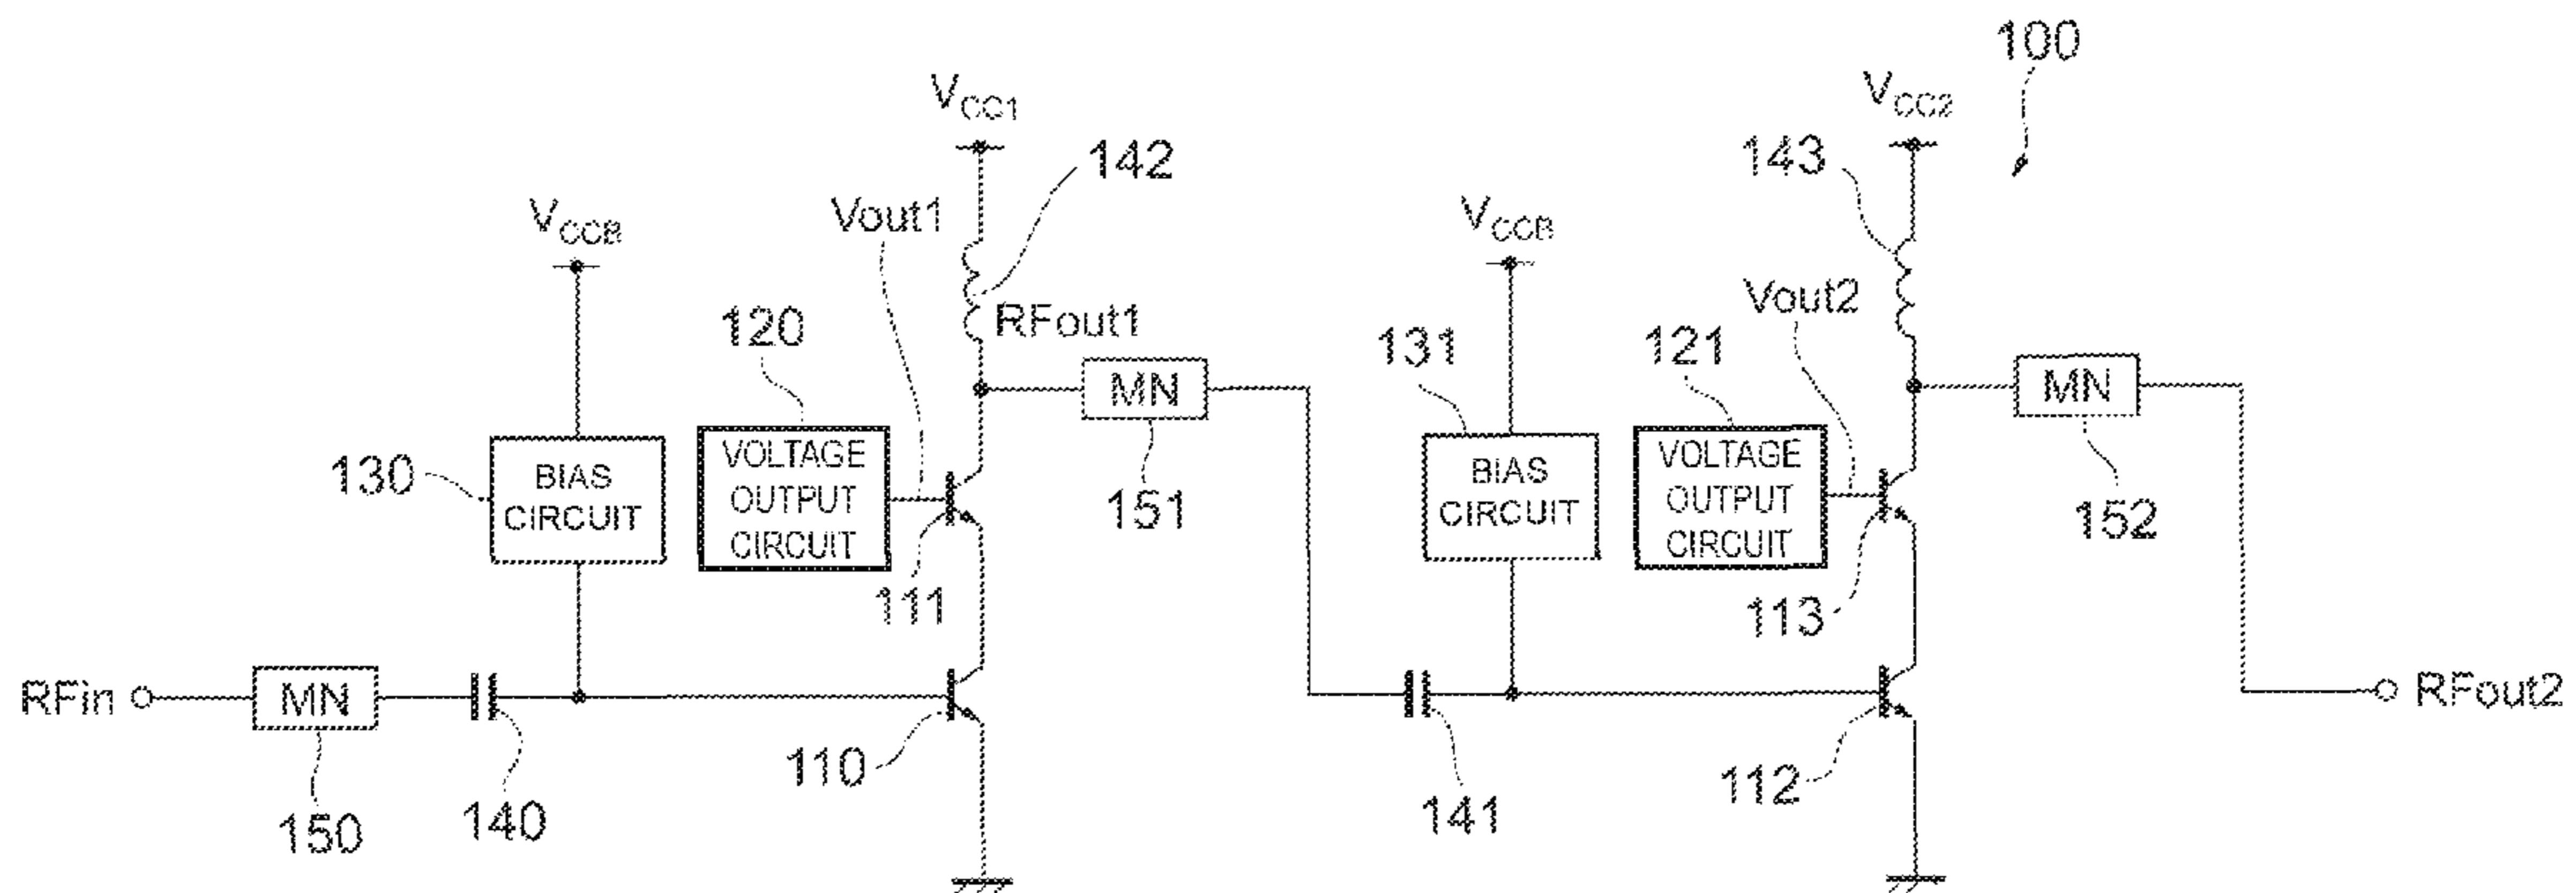 100
VCC1
VCC2
142
143
VCCB
Vout1
VCCB
Vout2
120
RFout1
131
121
MN
MN
130
BIAS
CIRCUIT
VOLTAGE
OUTPUT
CIRCUIT
151
BIAS
CIRCUIT
VOLTAGE
OUTPUT
CIRCUIT
152
111
113
RFin
MN
RFout2
110
112
150
140
141